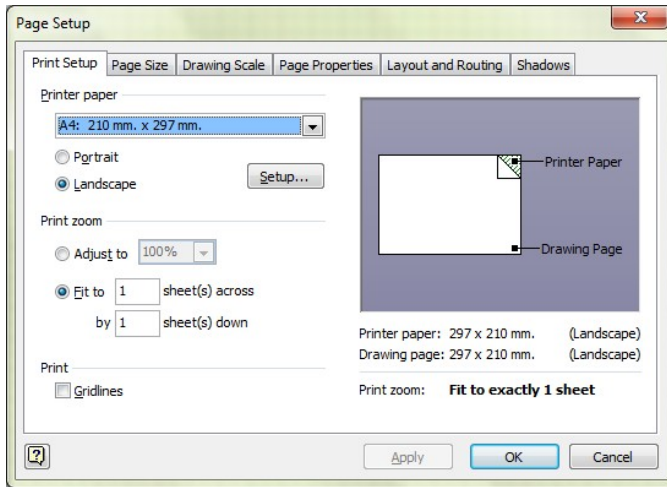 Page Setup
Print Setup Page Size Drawing Scale Page Properties Layout and Routing Shadows
Printer paper
A4: 210 mm. x 297 mm.
Portrait
Landscape
Setup...
Print zoom
Adjust to 100%
Fit to 1 sheet(s) across
by 1 sheet(s) down
Print
Gridlines
Printer Paper
Drawing Page
Printer paper: 297 x 210 mm. (Landscape)
Drawing page: 297 x 210 mm. (Landscape)
Print zoom: Fit to exactly 1 sheet
Apply OK Cancel